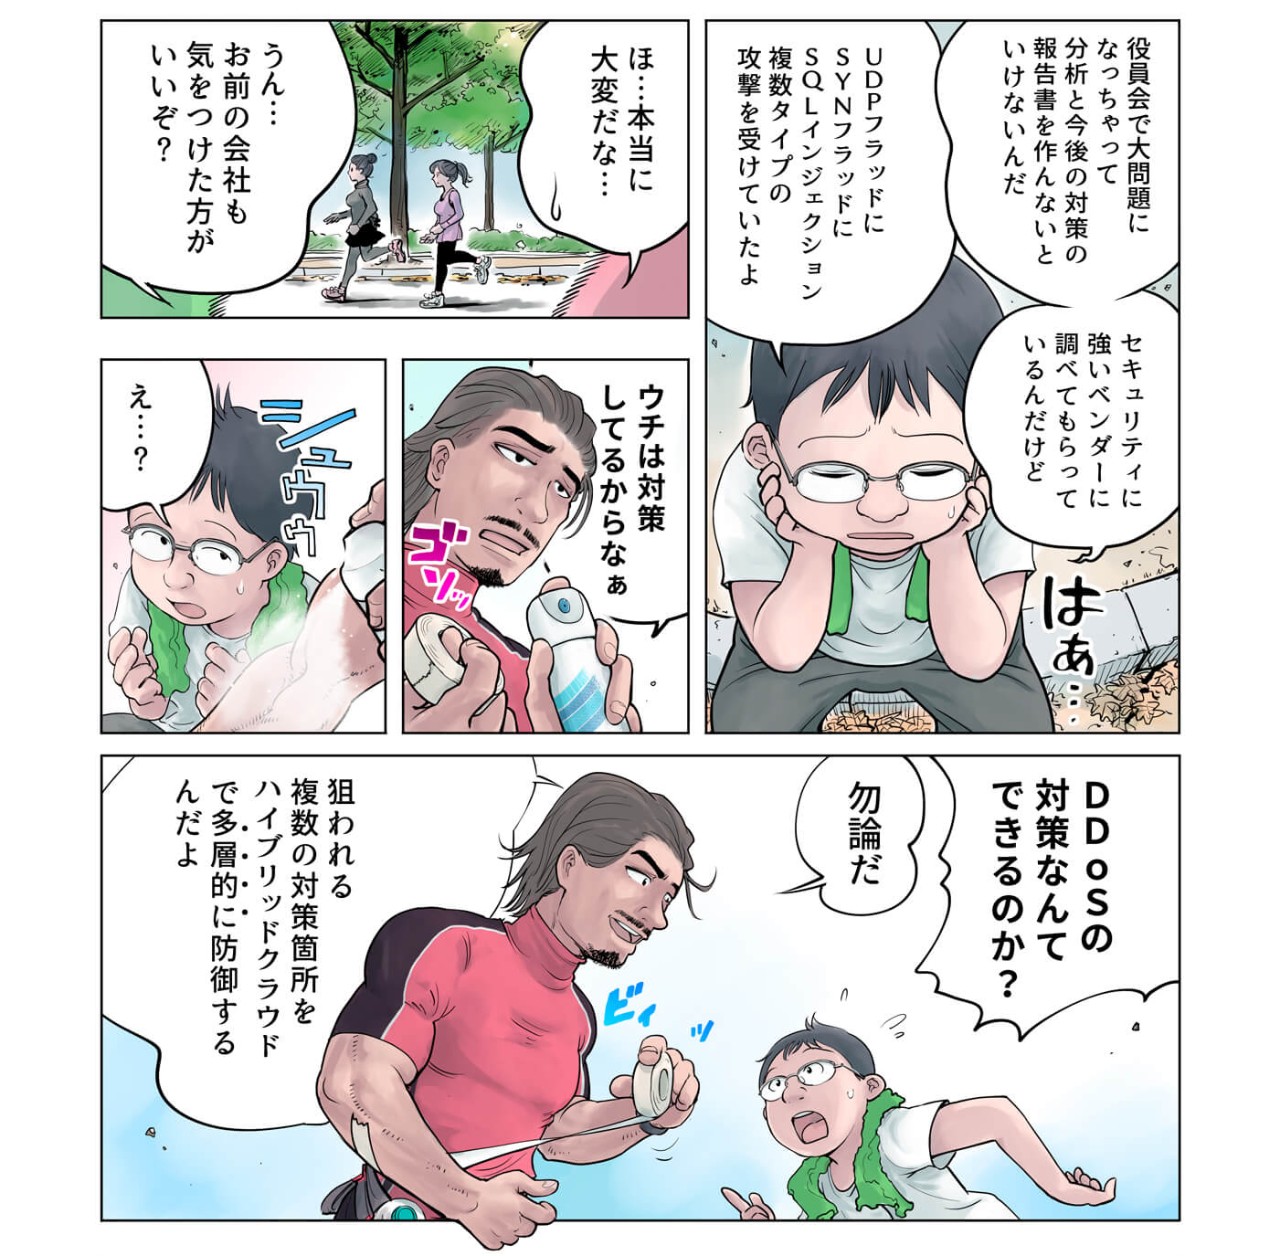 役員会で大問題に
なっちゃって
分析と今後の対策の
報告書を作んないと
いけないんだ
セキュリティに
強いベンダーに
調べてもらって
いるんだけど
UDPフラッドに
SYNフラッドに
SQLインジェクション
複数タイプの
攻撃を受けていたよ
はぁ…
ほ…本当に
大変だな…
うん…
お前の会社も
気をつけた方が
いいぞ?
ウチは対策
してるからなぁ
ゴソッ
シュウゥゥ
え…?
DDoSの
対策なんて
できるのか?
勿論だ
ビィッ
狙われる
複数の対策箇所を
ハイブリッドクラウド
で多層的に防御する
んだよ